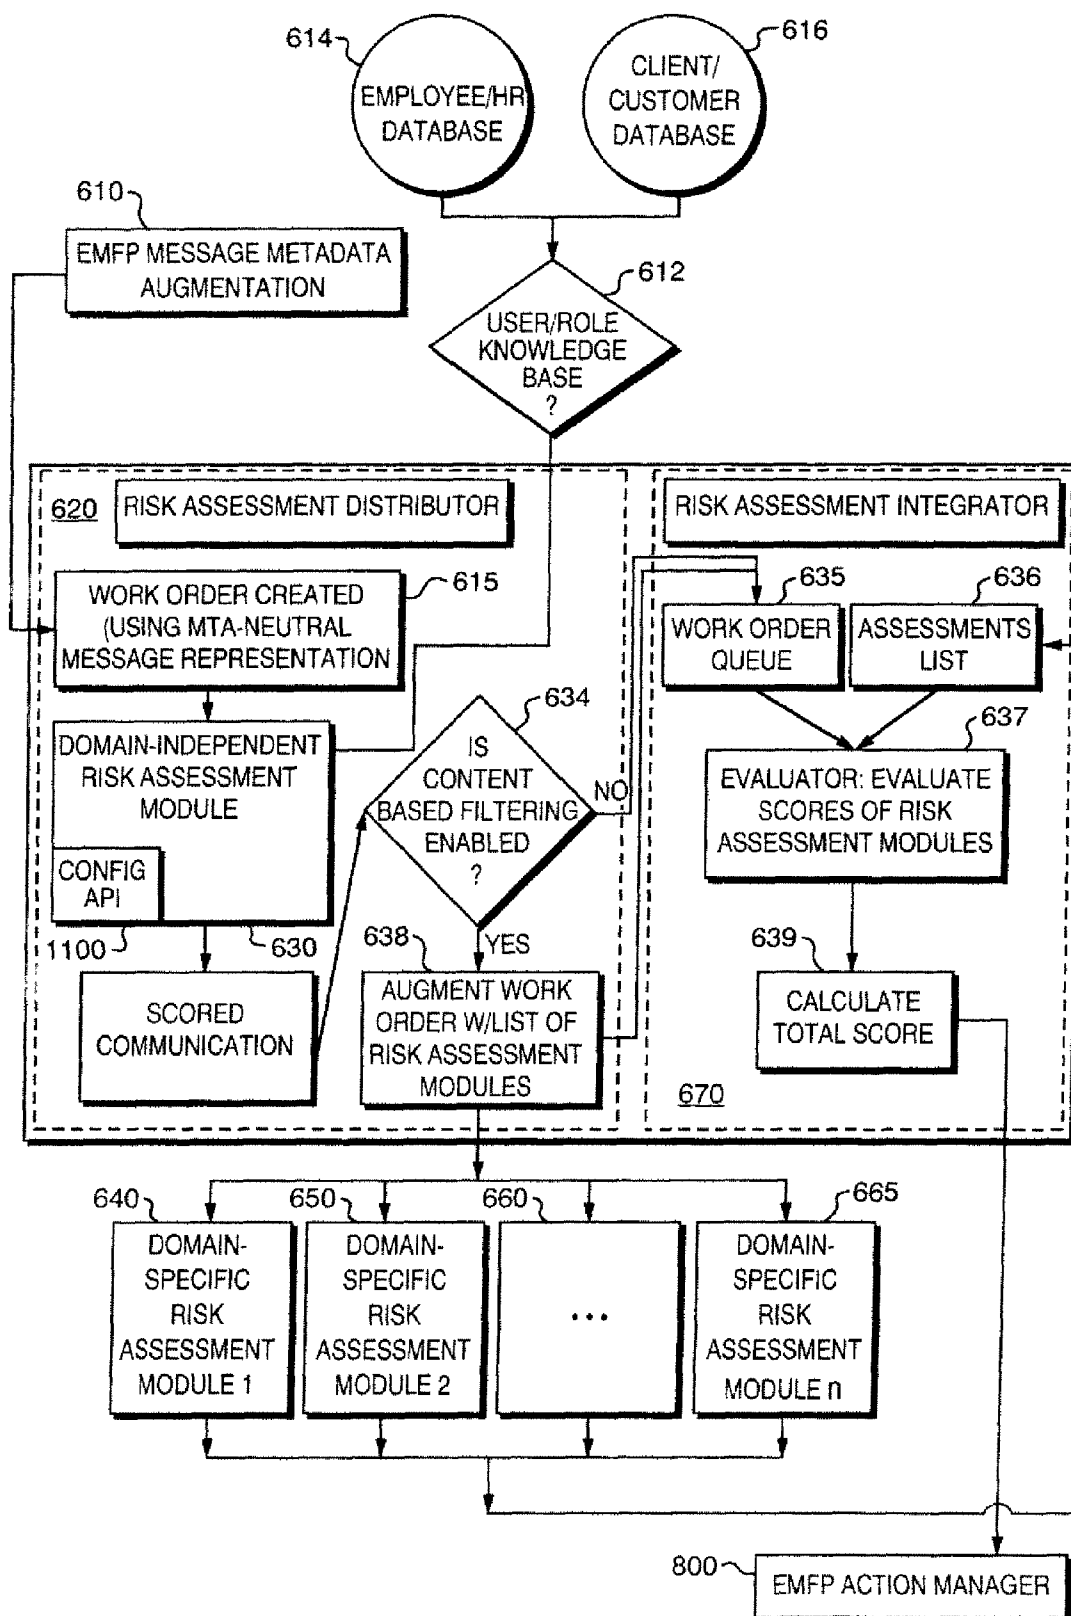 614
616
EMPLOYEE/HR
DATABASE
CLIENT/
CUSTOMER
DATABASE
610
EMFP MESSAGE METADATA
AUGMENTATION
612
USER/ROLE
KNOWLEDGE
BASE
?
620
RISK ASSESSMENT DISTRIBUTOR
RISK ASSESSMENT INTEGRATOR
615
WORK ORDER CREATED
(USING MTA-NEUTRAL
MESSAGE REPRESENTATION
635
636
WORK ORDER
QUEUE
ASSESSMENTS
LIST
DOMAIN-INDEPENDENT
RISK ASSESSMENT
MODULE
CONFIG
API
1100
630
634
IS
CONTENT
BASED FILTERING
ENABLED
?
NO
YES
637
EVALUATOR: EVALUATE
SCORES OF RISK
ASSESSMENT MODULES
SCORED
COMMUNICATION
638
AUGMENT WORK
ORDER W/LIST OF
RISK ASSESSMENT
MODULES
639
CALCULATE
TOTAL SCORE
670
640
DOMAIN-
SPECIFIC
RISK
ASSESSMENT
MODULE 1
650
DOMAIN-
SPECIFIC
RISK
ASSESSMENT
MODULE 2
660
...
665
DOMAIN-
SPECIFIC
RISK
ASSESSMENT
MODULE n
800
EMFP ACTION MANAGER